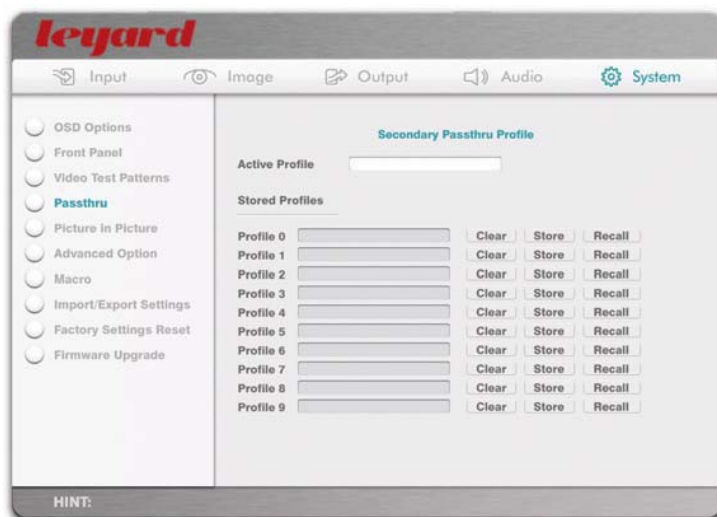 leyard
Input Image Output Audio System
OSD Options
Front Panel
Video Test Patterns
Passthru
Picture in Picture
Advanced Option
Macro
Import/Export Settings
Factory Settings Reset
Firmware Upgrade
Secondary Passthru Profile
Active Profile
Stored Profiles
Profile 0 Clear Store Recall
Profile 1 Clear Store Recall
Profile 2 Clear Store Recall
Profile 3 Clear Store Recall
Profile 4 Clear Store Recall
Profile 5 Clear Store Recall
Profile 6 Clear Store Recall
Profile 7 Clear Store Recall
Profile 8 Clear Store Recall
Profile 9 Clear Store Recall
HINT: